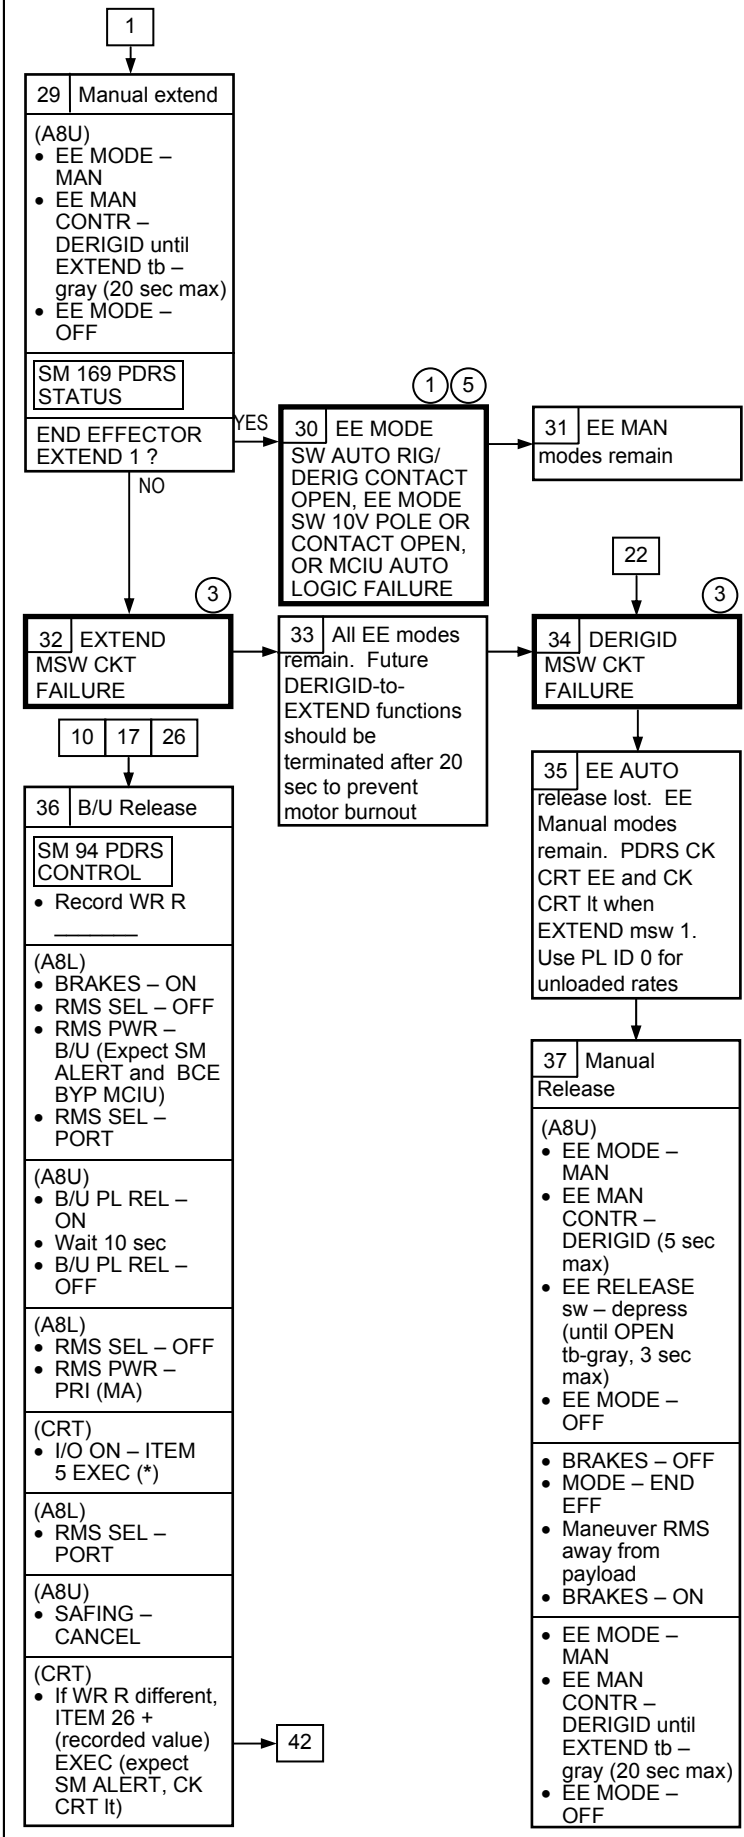 1
29 Manual extend
(A8U)
• EE MODE –
MAN
• EE MAN
CONTR –
DERIGID until
EXTEND tb –
gray (20 sec max)
• EE MODE –
OFF
SM 169 PDRS
STATUS
END EFFECTOR
EXTEND 1 ?
YES
NO
1 5
30 EE MODE
SW AUTO RIG/
DERIG CONTACT
OPEN, EE MODE
SW 10V POLE OR
CONTACT OPEN,
OR MCIU AUTO
LOGIC FAILURE
31 EE MAN
modes remain
3
32 EXTEND
MSW CKT
FAILURE
33 All EE modes
remain. Future
DERIGID-to-
EXTEND functions
should be
terminated after 20
sec to prevent
motor burnout
22
3
34 DERIGID
MSW CKT
FAILURE
35 EE AUTO
release lost. EE
Manual modes
remain. PDRS CK
CRT EE and CK
CRT lt when
EXTEND msw 1.
Use PL ID 0 for
unloaded rates
10 17 26
36 B/U Release
SM 94 PDRS
CONTROL
• Record WR R
_______
(A8L)
• BRAKES – ON
• RMS SEL – OFF
• RMS PWR –
B/U (Expect SM
ALERT and BCE
BYP MCIU)
• RMS SEL –
PORT
(A8U)
• B/U PL REL –
ON
• Wait 10 sec
• B/U PL REL –
OFF
(A8L)
• RMS SEL – OFF
• RMS PWR –
PRI (MA)
(CRT)
• I/O ON – ITEM
5 EXEC (*)
(A8L)
• RMS SEL –
PORT
(A8U)
• SAFING –
CANCEL
(CRT)
• If WR R different,
ITEM 26 +
(recorded value)
EXEC (expect
SM ALERT, CK
CRT lt)
42
37 Manual
Release
(A8U)
• EE MODE –
MAN
• EE MAN
CONTR –
DERIGID (5 sec
max)
• EE RELEASE
sw – depress
(until OPEN
tb-gray, 3 sec
max)
• EE MODE –
OFF
• BRAKES – OFF
• MODE – END
EFF
• Maneuver RMS
away from
payload
• BRAKES – ON
• EE MODE –
MAN
• EE MAN
CONTR –
DERIGID until
EXTEND tb –
gray (20 sec max)
• EE MODE –
OFF